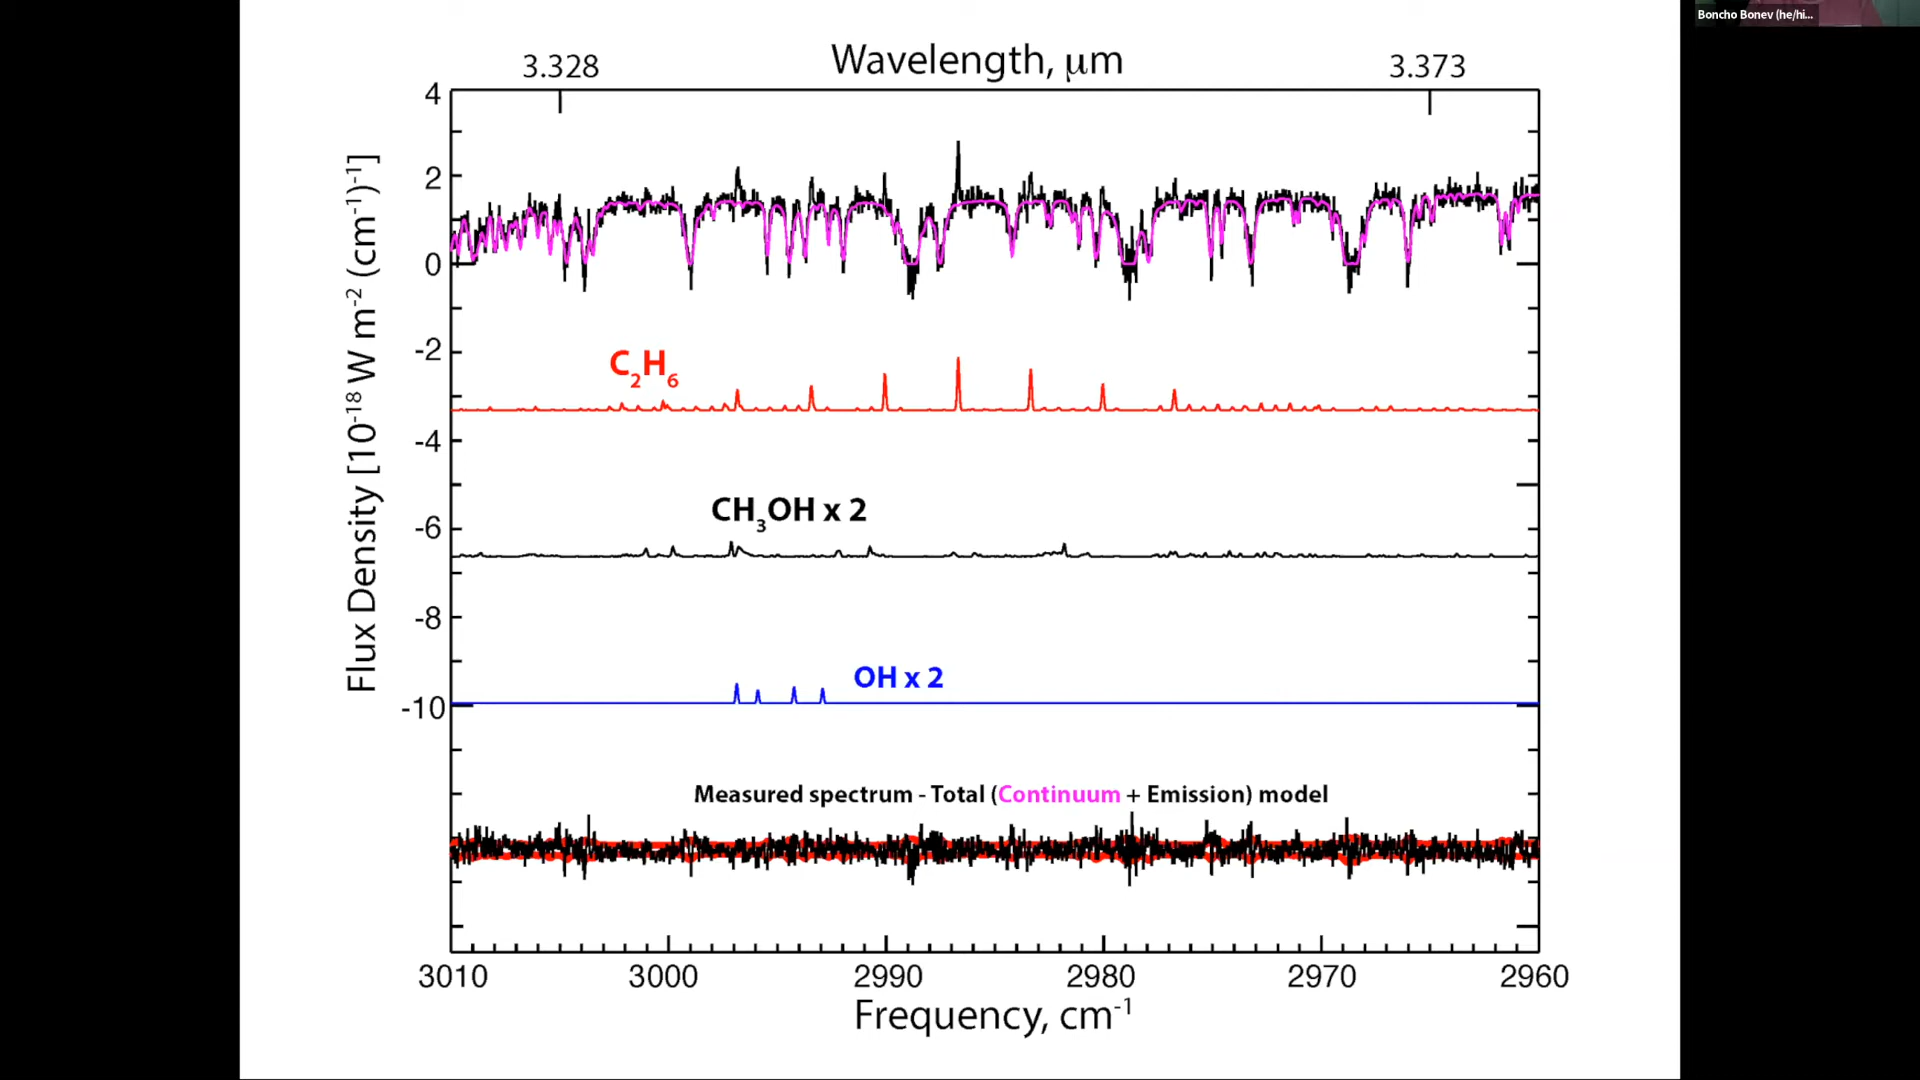 Boncho Bonev (he/hi...
Wavelength, μm
3.328
3.373
4
2
0
-2
-4
-6
-8
-10
Flux Density [10⁻¹⁸ W m⁻² (cm⁻¹)⁻¹]
C₂H₆
CH₃OH x 2
OH x 2
Measured spectrum - Total (Continuum + Emission) model
3010 3000 2990 2980 2970 2960
Frequency, cm⁻¹